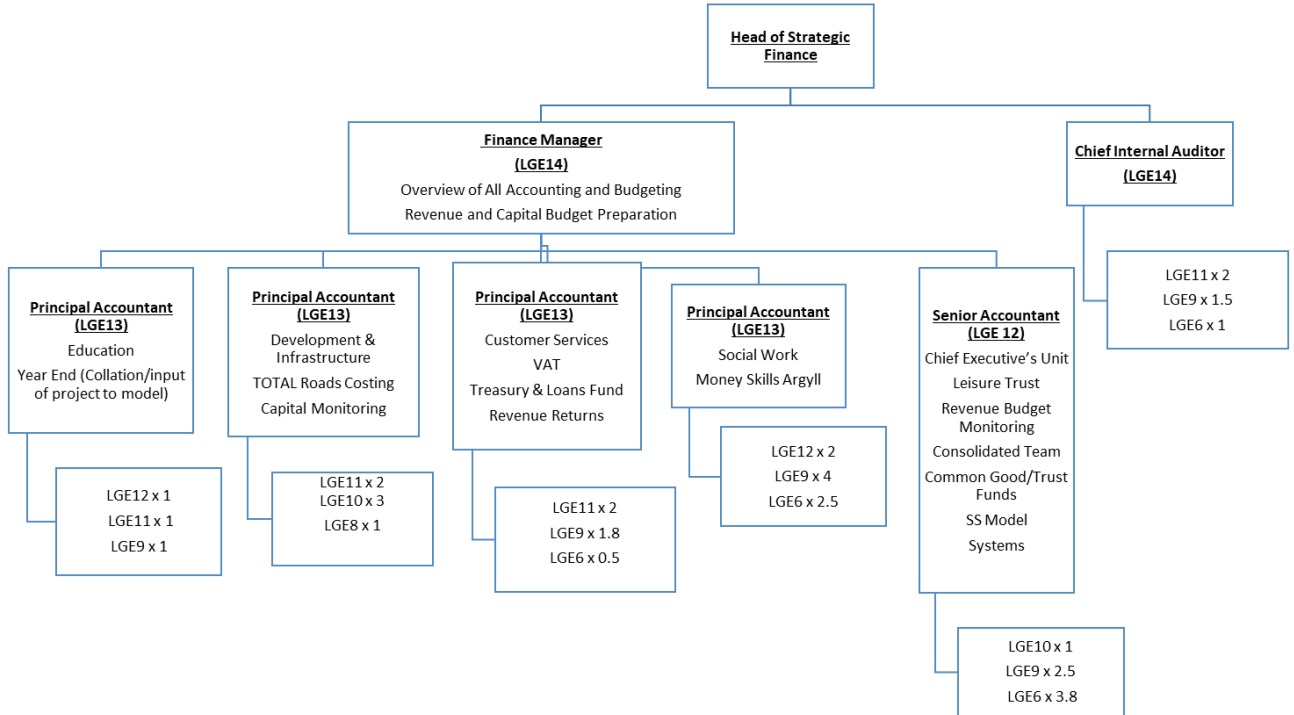 Head of Strategic
Finance
Finance Manager
(LGE14)
Overview of All Accounting and Budgeting
Revenue and Capital Budget Preparation
Chief Internal Auditor
(LGE14)
LGE11 x 2
LGE9 x 1.5
LGE6 x 1
Principal Accountant
(LGE13)
Education
Year End (Collation/input
of project to model)
LGE12 x 1
LGE11 x 1
LGE9 x 1
Principal Accountant
(LGE13)
Development &
Infrastructure
TOTAL Roads Costing
Capital Monitoring
LGE11 x 2
LGE10 x 3
LGE8 x 1
Principal Accountant
(LGE13)
Customer Services
VAT
Treasury & Loans Fund
Revenue Returns
LGE11 x 2
LGE9 x 1.8
LGE6 x 0.5
Principal Accountant
(LGE13)
Social Work
Money Skills Argyll
LGE12 x 2
LGE9 x 4
LGE6 x 2.5
Senior Accountant
(LGE 12)
Chief Executive’s Unit
Leisure Trust
Revenue Budget
Monitoring
Consolidated Team
Common Good/Trust
Funds
SS Model
Systems
LGE10 x 1
LGE9 x 2.5
LGE6 x 3.8